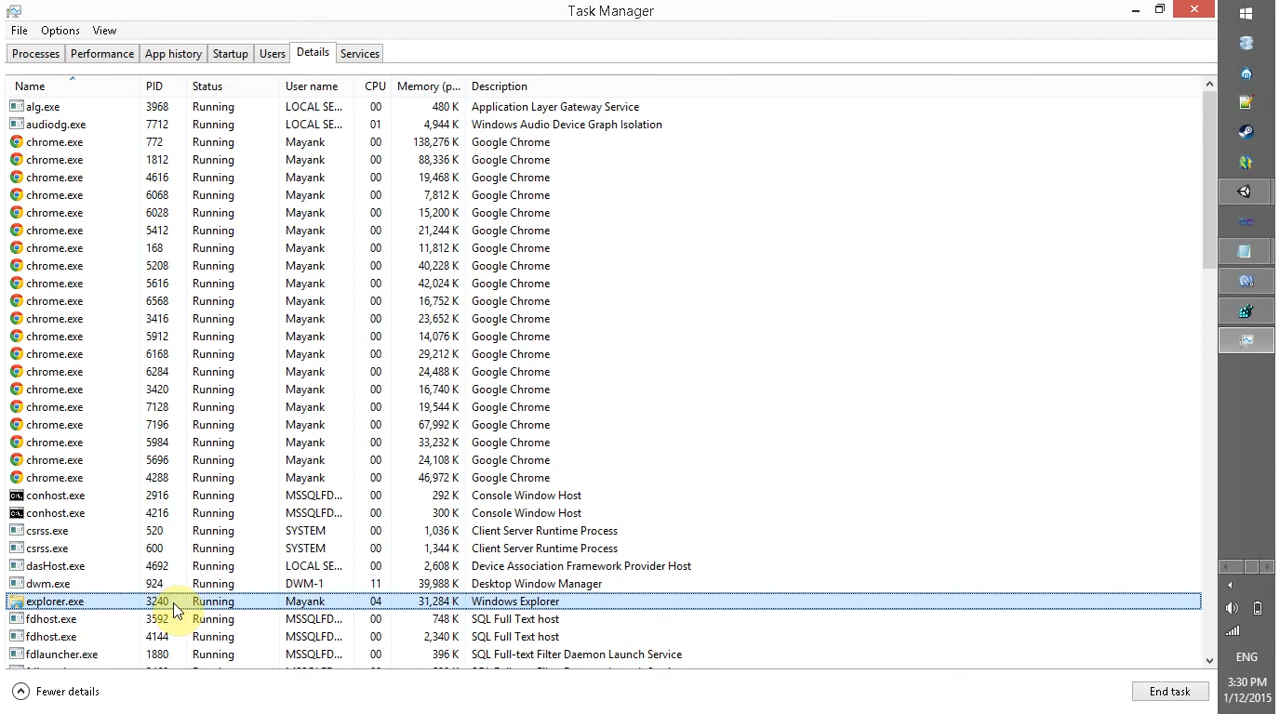 Task Manager
File Options View
Processes Performance App history Startup Users Details Services
Name PID Status User name CPU Memory (p... Description
alg.exe 3968 Running LOCAL SE... 00 480 K Application Layer Gateway Service
audiodg.exe 7712 Running LOCAL SE... 01 4,944 K Windows Audio Device Graph Isolation
chrome.exe 772 Running Mayank 00 138,276 K Google Chrome
chrome.exe 1812 Running Mayank 00 88,336 K Google Chrome
chrome.exe 4616 Running Mayank 00 19,468 K Google Chrome
chrome.exe 6068 Running Mayank 00 7,812 K Google Chrome
chrome.exe 6028 Running Mayank 00 15,200 K Google Chrome
chrome.exe 5412 Running Mayank 00 21,244 K Google Chrome
chrome.exe 168 Running Mayank 00 11,812 K Google Chrome
chrome.exe 5208 Running Mayank 00 40,228 K Google Chrome
chrome.exe 5616 Running Mayank 00 42,024 K Google Chrome
chrome.exe 6568 Running Mayank 00 16,752 K Google Chrome
chrome.exe 3416 Running Mayank 00 23,652 K Google Chrome
chrome.exe 5912 Running Mayank 00 14,076 K Google Chrome
chrome.exe 6168 Running Mayank 00 29,212 K Google Chrome
chrome.exe 6284 Running Mayank 00 24,488 K Google Chrome
chrome.exe 3420 Running Mayank 00 16,740 K Google Chrome
chrome.exe 7128 Running Mayank 00 19,544 K Google Chrome
chrome.exe 7196 Running Mayank 00 67,992 K Google Chrome
chrome.exe 5984 Running Mayank 00 33,232 K Google Chrome
chrome.exe 5696 Running Mayank 00 24,108 K Google Chrome
chrome.exe 4288 Running Mayank 00 46,972 K Google Chrome
conhost.exe 2916 Running MSSQLFD... 00 292 K Console Window Host
conhost.exe 4216 Running MSSQLFD... 00 300 K Console Window Host
csrss.exe 520 Running SYSTEM 00 1,036 K Client Server Runtime Process
csrss.exe 600 Running SYSTEM 00 1,344 K Client Server Runtime Process
dasHost.exe 4692 Running LOCAL SE... 00 2,608 K Device Association Framework Provider Host
dwm.exe 924 Running DWM-1 11 39,988 K Desktop Window Manager
explorer.exe 3240 Running Mayank 04 31,284 K Windows Explorer
fdhost.exe 3592 Running MSSQLFD... 00 748 K SQL Full Text host
fdhost.exe 4144 Running MSSQLFD... 00 2,340 K SQL Full Text host
fdlauncher.exe 1880 Running MSSQLFD... 00 396 K SQL Full-text Filter Daemon Launch Service
Fewer details
End task
ENG
3:30 PM
1/12/2015